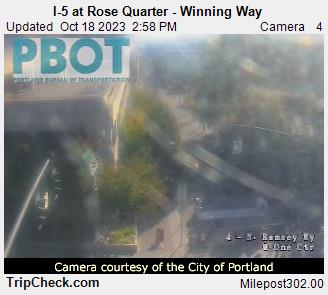 I-5 at Rose Quarter - Winning Way
Updated Oct 18 2023 2:58 PM Camera 4
PBOT
PORTLAND BUREAU OF TRANSPORTATION
4 - N. Ramsey Wy
@ One Ctr
Camera courtesy of the City of Portland
TripCheck.com Milepost302.00